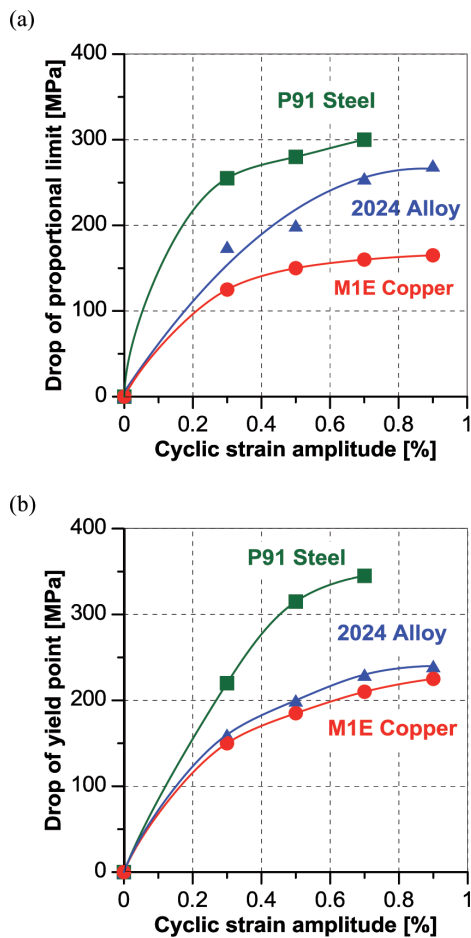 (a)
400
300
200
100
0
Drop of proportional limit [MPa]
P91 Steel
2024 Alloy
M1E Copper
0 0.2 0.4 0.6 0.8 1
Cyclic strain amplitude [%]
(b)
400
300
200
100
0
Drop of yield point [MPa]
P91 Steel
2024 Alloy
M1E Copper
0 0.2 0.4 0.6 0.8 1
Cyclic strain amplitude [%]